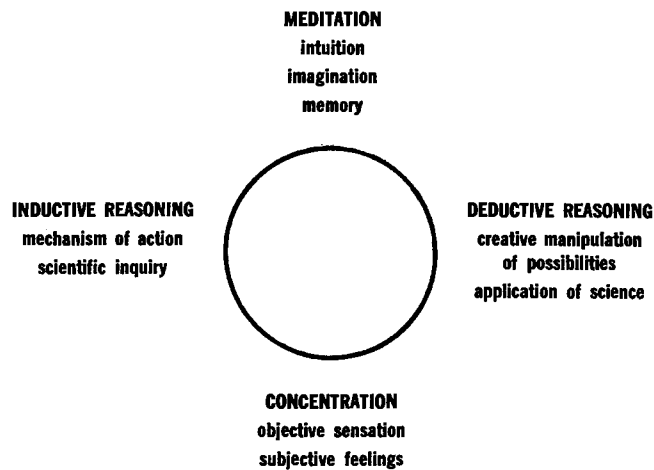 MEDITATION
intuition
imagination
memory
INDUCTIVE REASONING
mechanism of action
scientific inquiry
DEDUCTIVE REASONING
creative manipulation
of possibilities
application of science
CONCENTRATION
objective sensation
subjective feelings